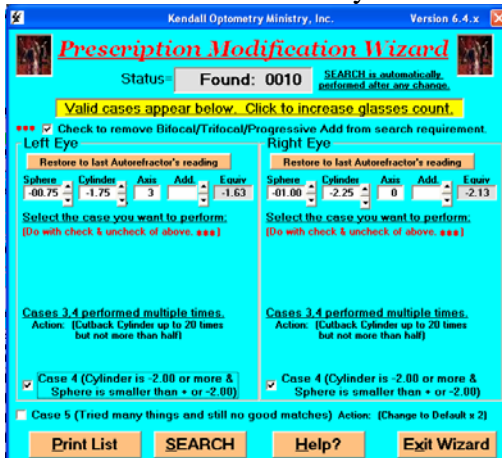 Kendall Optometry Ministry, Inc. Version 6.4.x
Prescription Modification Wizard
Status= Found: 0010 SEARCH is automatically performed after any change.
Valid cases appear below. Click to increase glasses count.
*** Check to remove Bifocal/Trifocal/Progressive Add from search requirement.
Left Eye
Restore to last Autorefractor's reading
Sphere Cylinder Axis Add. Equiv
-00.75 -1.75 3 -1.63
Select the case you want to perform:
(Do with check & uncheck of above. ***)
Cases 3,4 performed multiple times.
Action: (Cutback Cylinder up to 20 times
but not more than half)
Case 4 (Cylinder is -2.00 or more &
Sphere is smaller than + or -2.00)
Right Eye
Restore to last Autorefractor's reading
Sphere Cylinder Axis Add. Equiv
-01.00 -2.25 0 -2.13
Select the case you want to perform:
(Do with check & uncheck of above. ***)
Cases 3,4 performed multiple times.
Action: (Cutback Cylinder up to 20 times
but not more than half)
Case 4 (Cylinder is -2.00 or more &
Sphere is smaller than + or -2.00)
Case 5 (Tried many things and still no good matches) Action: (Change to Default x 2)
Print List SEARCH Help? Exit Wizard